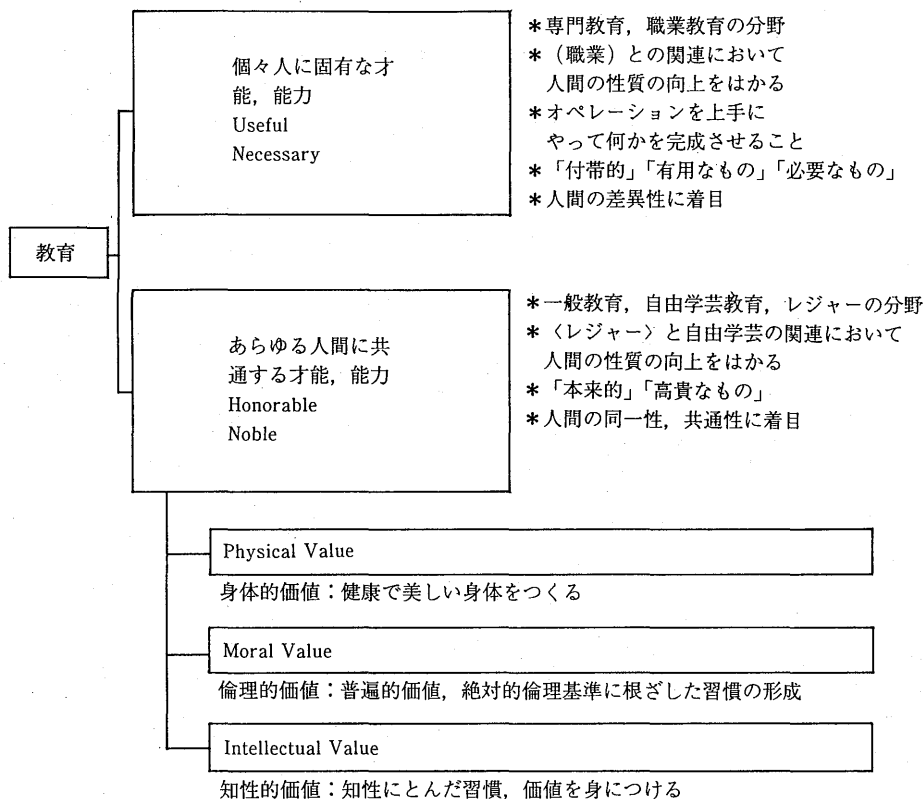 教育
個々人に固有な才
能，能力
Useful
Necessary
＊専門教育，職業教育の分野
＊（職業）との関連において
人間の性質の向上をはかる
＊オペレーションを上手に
やって何かを完成させること
＊「付帯的」「有用なもの」「必要なもの」
＊人間の差異性に着目
あらゆる人間に共
通する才能，能力
Honorable
Noble
＊一般教育，自由学芸教育，レジャーの分野
＊〈レジャー〉と自由学芸の関連において
人間の性質の向上をはかる
＊「本来的」「高貴なもの」
＊人間の同一性，共通性に着目
Physical Value
身体的価値：健康で美しい身体をつくる
Moral Value
倫理的価値：普遍的価値，絶対的倫理基準に根ざした習慣の形成
Intellectual Value
知性的価値：知性にとんだ習慣，価値を身につける